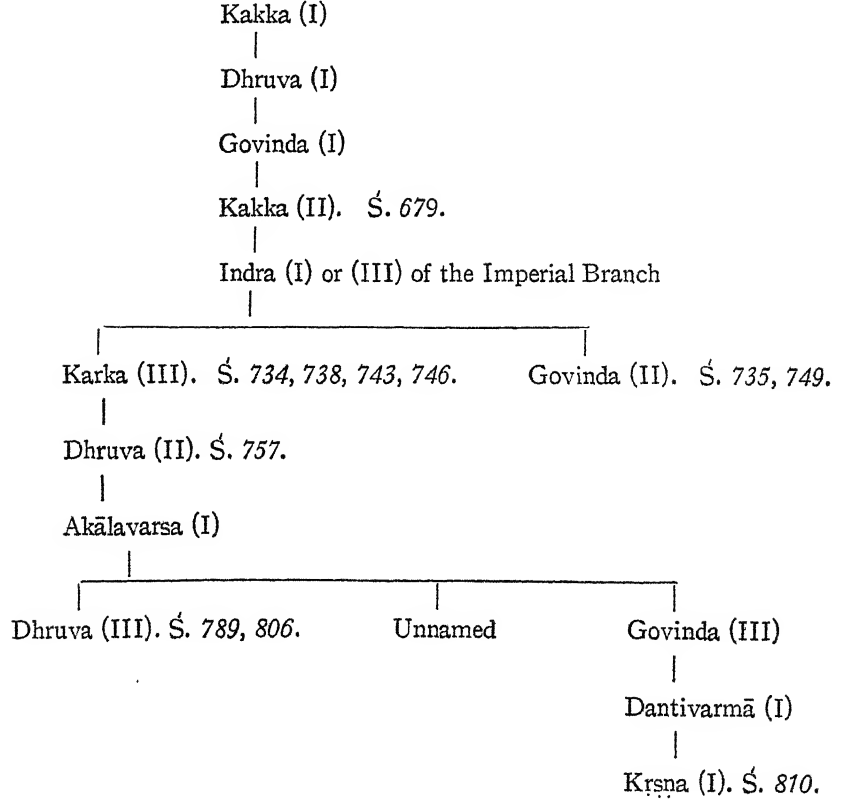 Kakka (I)
Dhruva (I)
Govinda (I)
Kakka (II). Ś. 679.
Indra (I) or (III) of the Imperial Branch
Karka (III). Ś. 734, 738, 743, 746. Govinda (II). Ś. 735, 749.
Dhruva (II). Ś. 757.
Akālavarsa (I)
Dhruva (III). Ś. 789, 806. Unnamed Govinda (III)
Dantivarmā (I)
Kṛṣṇa (I). Ś. 810.